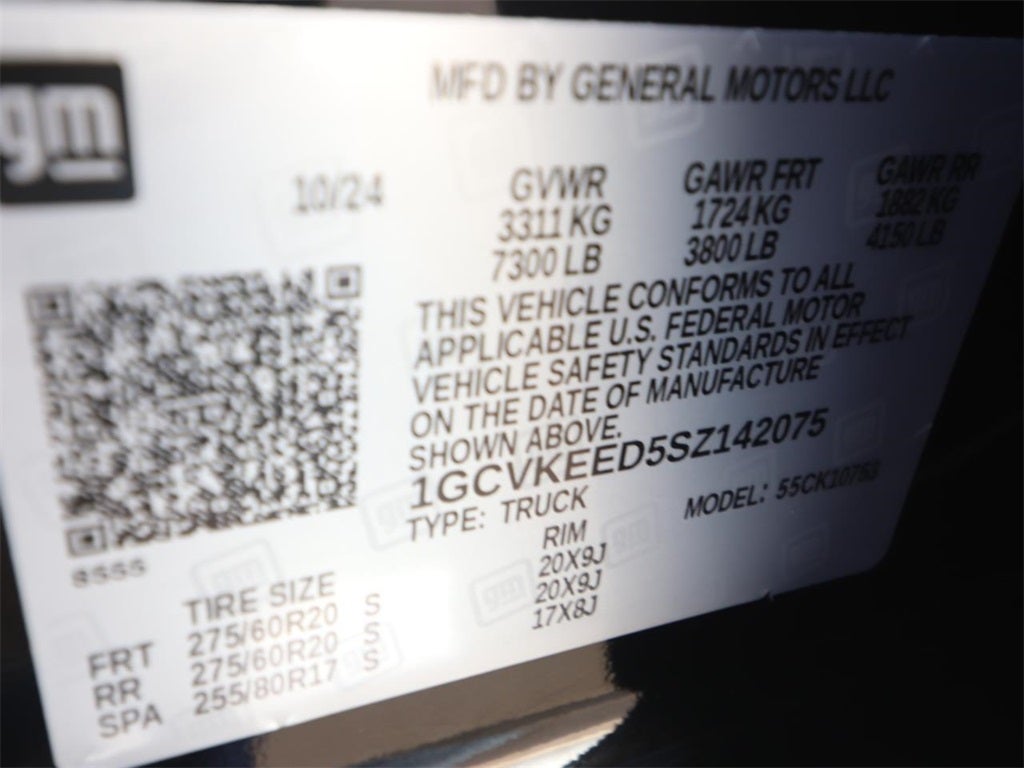 gm
MFD BY GENERAL MOTORS LLC
10/24
GVWR GAWR FRT GAWR RR
3311 KG 1724 KG 1882 KG
7300 LB 3800 LB 4150 LB
THIS VEHICLE CONFORMS TO ALL
APPLICABLE U.S. FEDERAL MOTOR
VEHICLE SAFETY STANDARDS IN EFFECT
ON THE DATE OF MANUFACTURE
SHOWN ABOVE.
1GCVKEED5SZ142075
TYPE: TRUCK MODEL:
8555
TIRE SIZE RIM
FRT 275/60R20 S 20X9J
RR 275/60R20 S 20X9J
SPA 255/80R17 S 17X8J